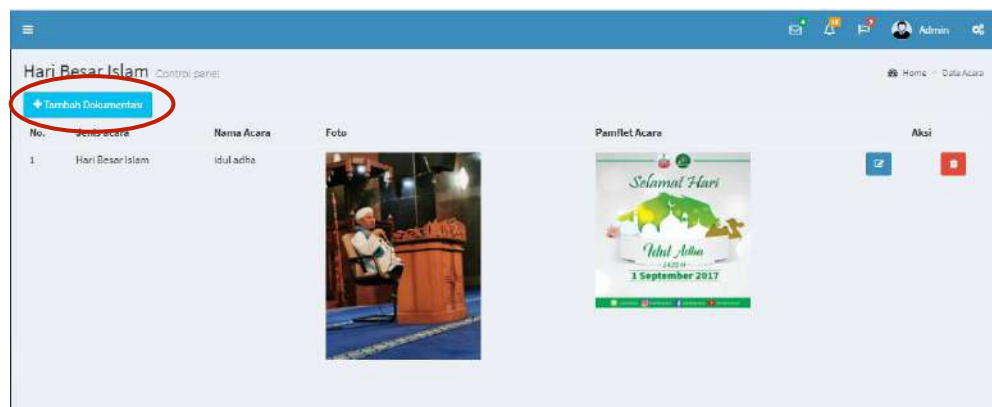 Admin
Hari Besar Islam Control panel
Home
Data Acara
Tambah Dokumentasi
No. Jenis acara Nama Acara Foto Pamflet Acara Aksi
1 Hari Besar Islam idul adha
Selamat Hari
Idul Adha
1 September 2017